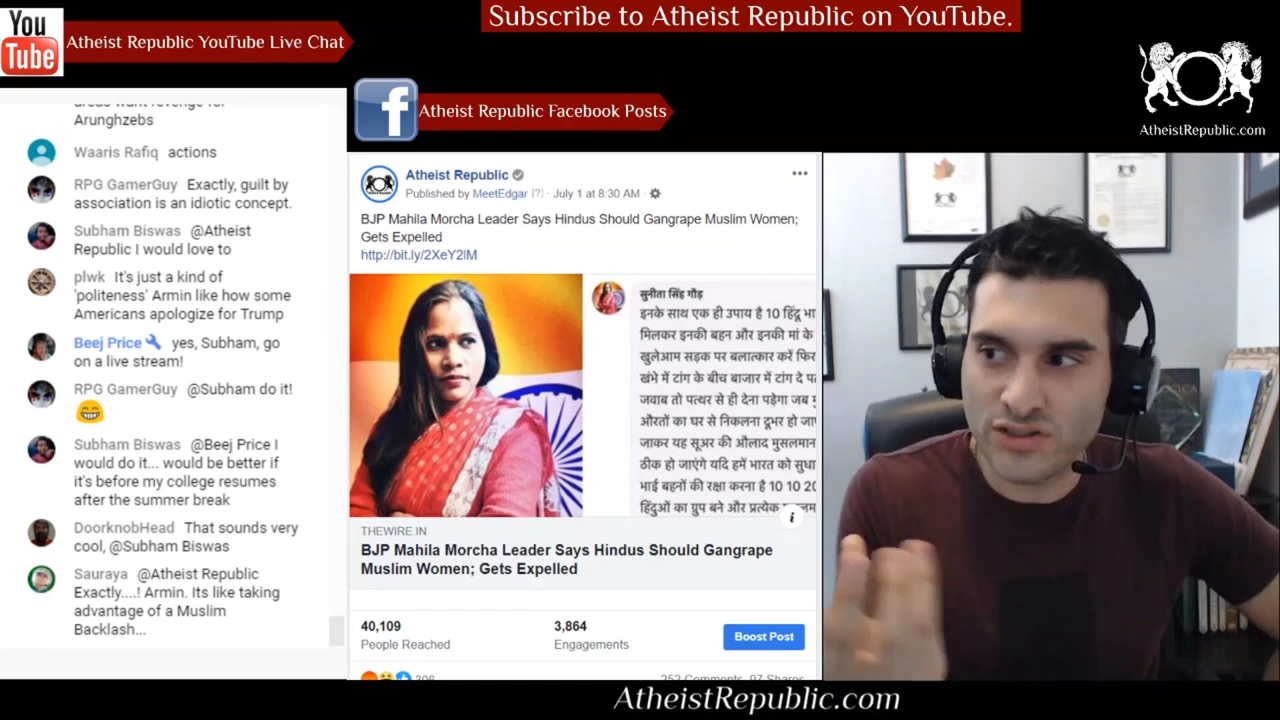 Subscribe to Atheist Republic on YouTube.
You
Tube
Atheist Republic YouTube Live Chat
Atheist Republic Facebook Posts
AtheistRepublic.com
Arunghzebs
Waaris Rafiq actions
RPG GamerGuy Exactly, guilt by
association is an idiotic concept.
Subham Biswas @Atheist
Republic I would love to
plwk It's just a kind of
'politeness' Armin like how some
Americans apologize for Trump
Beej Price yes, Subham, go
on a live stream!
RPG GamerGuy @Subham do it!
Subham Biswas @Beej Price I
would do it... would be better if
it's before my college resumes
after the summer break
DoorknobHead That sounds very
cool, @Subham Biswas
Sauraya @Atheist Republic
Exactly....! Armin. Its like taking
advantage of a Muslim
Backlash...
Atheist Republic
Published by MeetEdgar [?] · July 1 at 8:30 AM
BJP Mahila Morcha Leader Says Hindus Should Gangrape Muslim Women;
Gets Expelled
http://bit.ly/2XeY2lM
सुनीता सिंह गौड़
इनके साथ एक ही उपाय है 10 हिंदू भा
मिलकर इनकी बहन और इनकी मां के
खुलेआम सड़क पर बलात्कार करें फिर
खंभे में टांग के बीच बाजार में टांग दे
जवाब तो पत्थर से ही देना पड़ेगा जब
औरतों का घर से निकलना दूभर हो जा
जाकर यह सूअर की औलाद मुसलमान
ठीक हो जाएंगे यदि हमें भारत को सुधा
भाई बहनों की रक्षा करना है 10 10 20
हिंदुओं का ग्रुप बने और प्रत्येक
THEWIRE.IN
BJP Mahila Morcha Leader Says Hindus Should Gangrape
Muslim Women; Gets Expelled
40,109
People Reached
3,864
Engagements
Boost Post
252 Comments 97 Shares
AtheistRepublic.com